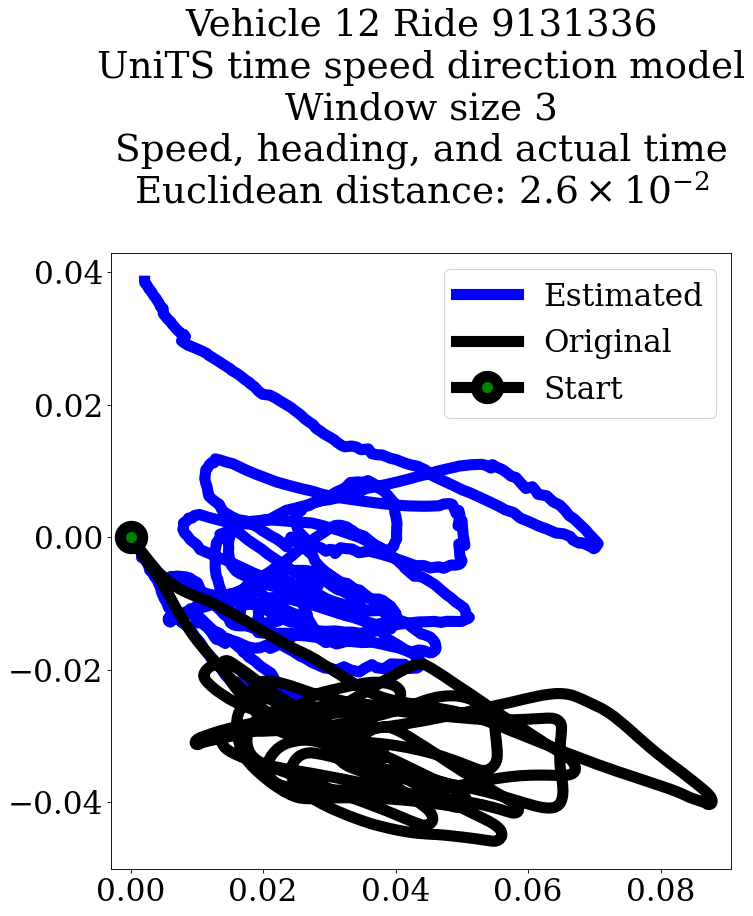 Vehicle 12 Ride 9131336
UniTS time speed direction model
Window size 3
Speed, heading, and actual time
Euclidean distance: 2.6 × 10⁻²
0.04
Estimated
Original
Start
0.02
0.00
−0.02
−0.04
0.00 0.02 0.04 0.06 0.08